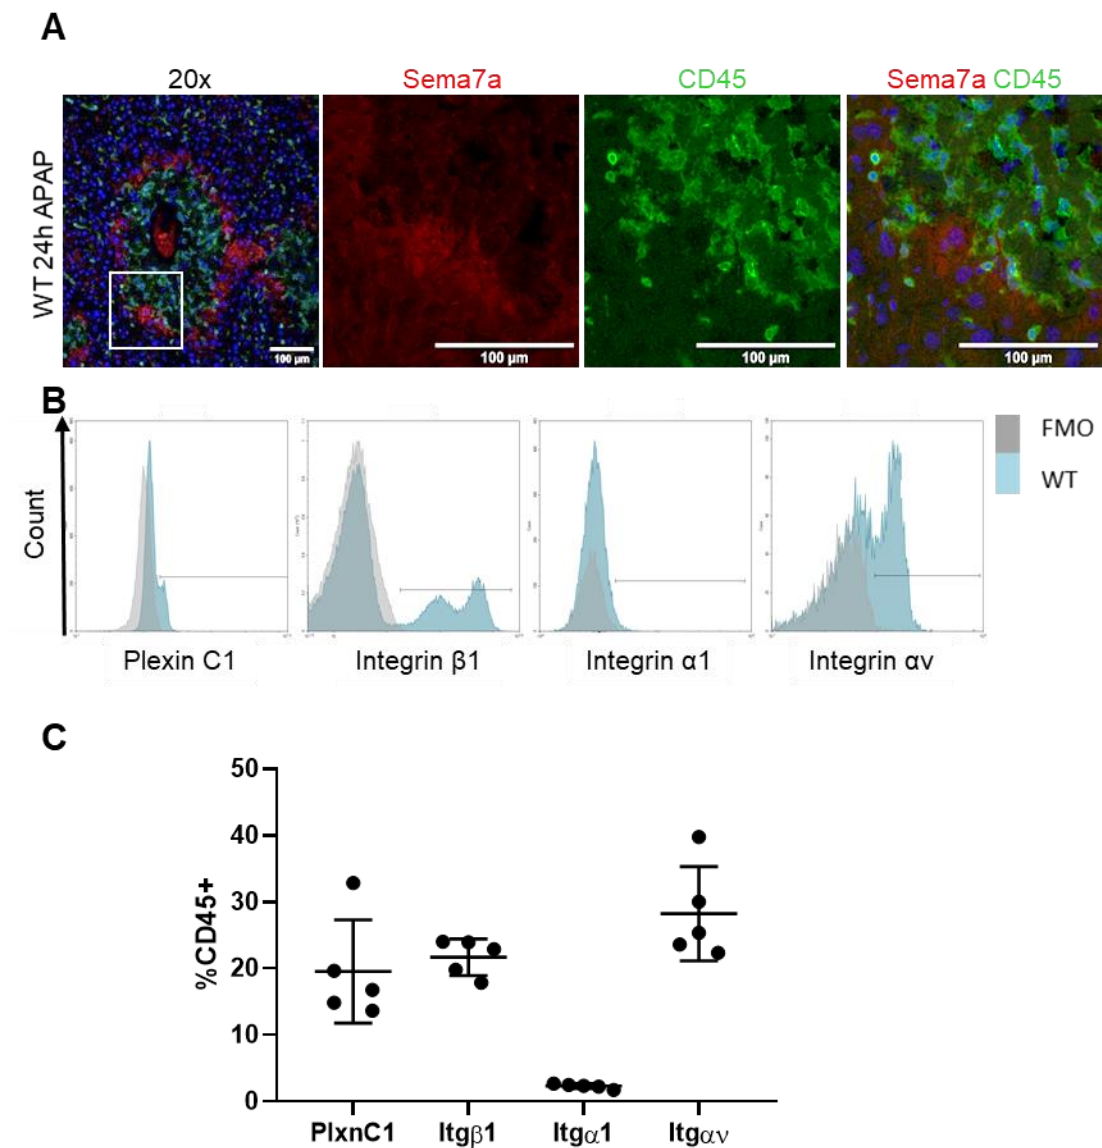 A
20x
Sema7a
CD45
Sema7a CD45
WT 24h APAP
100 µm
100 µm
100 µm
100 µm
B
Count
FMO
WT
Plexin C1
Integrin β1
Integrin α1
Integrin αv
C
%CD45+
50
40
30
20
10
0
PlxnC1
Itgβ1
Itgα1
Itgαv